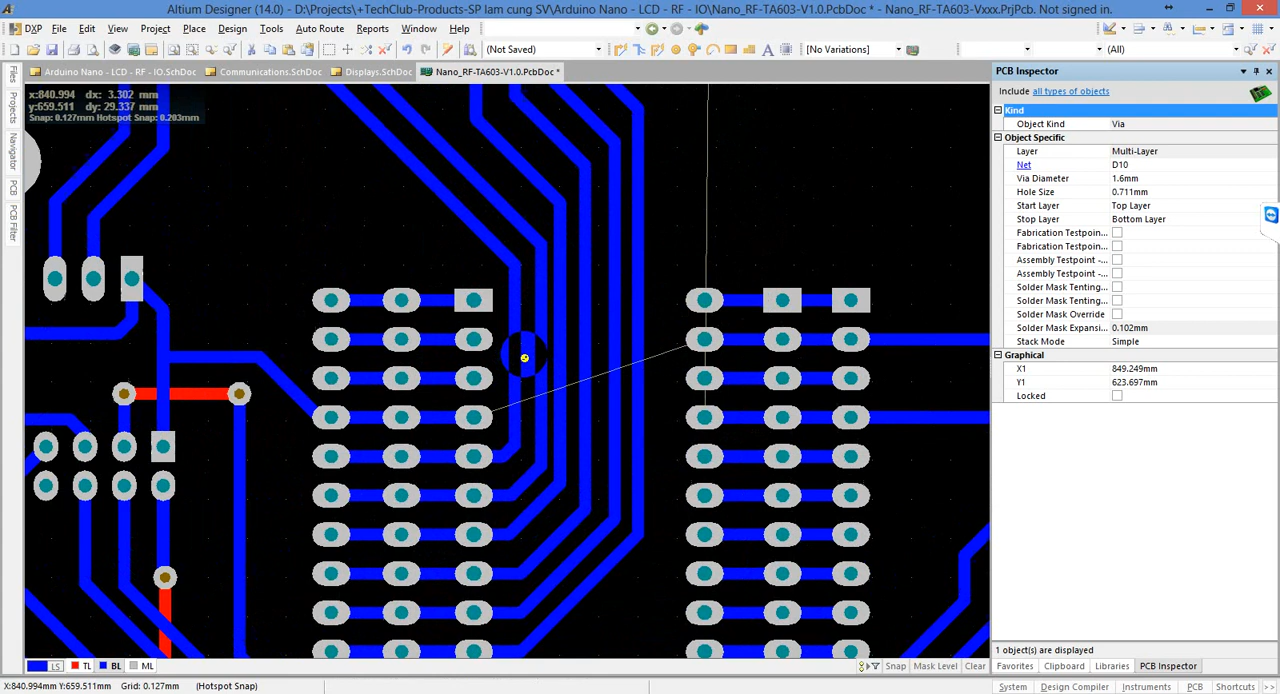 Altium Designer (14.0) - D:\Projects\+TechClub-Products-SP lam cung SV\Arduino Nano - LCD - RF - IO\Nano_RF-TA603-V1.0.PcbDoc * - Nano_RF-TA603-Vxxx.PrjPcb. Not signed in.
DXP File Edit View Project Place Design Tools Auto Route Reports Window Help
(Not Saved) [No Variations] (All)
Arduino Nano - LCD - RF - IO.SchDoc Communications.SchDoc Displays.SchDoc Nano_RF-TA603-V1.0.PcbDoc *
Files
Projects
Navigator
PCB
PCB Filter
x:840.994 dx: 3.302 mm
y:659.511 dy: 29.337 mm
Snap: 0.127mm Hotspot Snap: 0.203mm
PCB Inspector
Include all types of objects
Kind
Object Kind Via
Object Specific
Layer Multi-Layer
Net D10
Via Diameter 1.6mm
Hole Size 0.711mm
Start Layer Top Layer
Stop Layer Bottom Layer
Fabrication Testpoin...
Fabrication Testpoin...
Assembly Testpoint -...
Assembly Testpoint -...
Solder Mask Tenting...
Solder Mask Tenting...
Solder Mask Override
Solder Mask Expansi... 0.102mm
Stack Mode Simple
Graphical
X1 849.249mm
Y1 623.697mm
Locked
1 object(s) are displayed
LS TL BL ML Snap Mask Level Clear Favorites Clipboard Libraries PCB Inspector
X:840.994mm Y:659.511mm Grid: 0.127mm (Hotspot Snap) System Design Compiler Instruments PCB Shortcuts >>